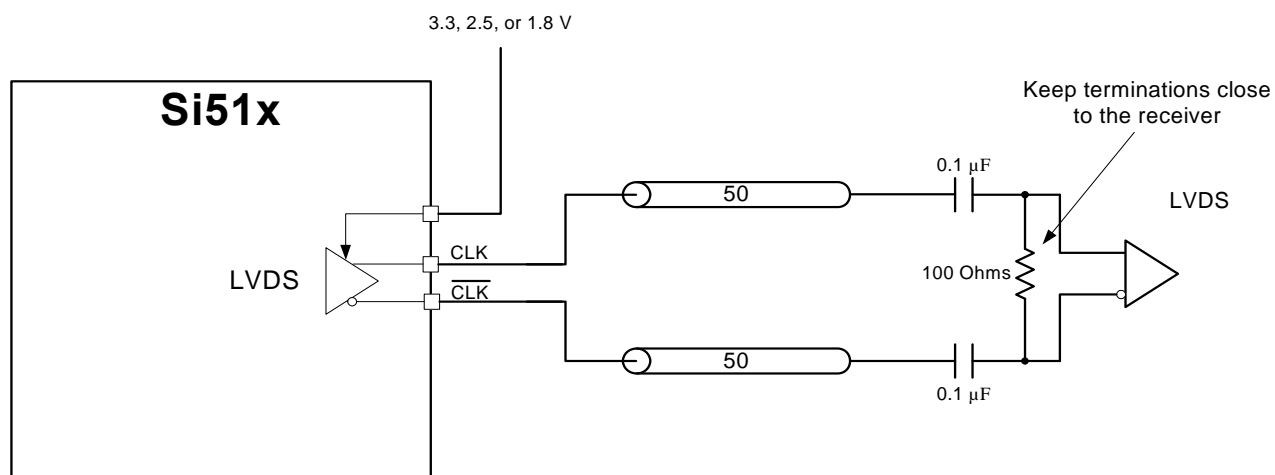 3.3, 2.5, or 1.8 V
Si51x
Keep terminations close
to the receiver
0.1 µF
50
LVDS
CLK
LVDS
100 Ohms
CLK
50
0.1 µF